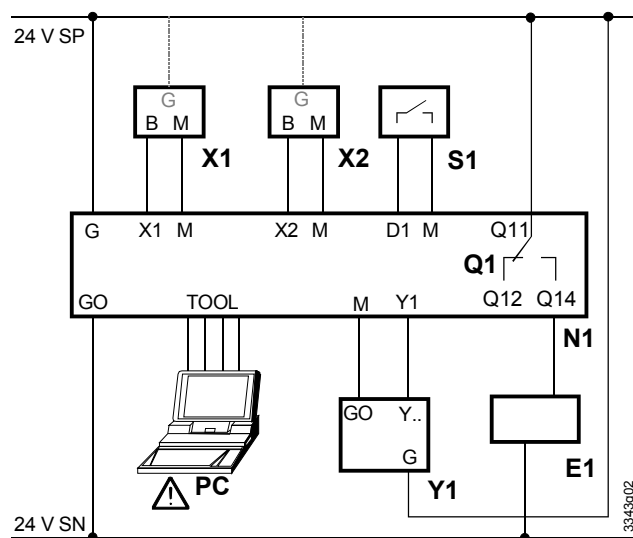 24 V SP
G G
B M B M
X1 X2 S1
G X1 M X2 M D1 M Q11
Q1
GO TOOL M Y1 Q12 Q14
N1
GO Y..
G
PC Y1 E1
24 V SN
3343g02